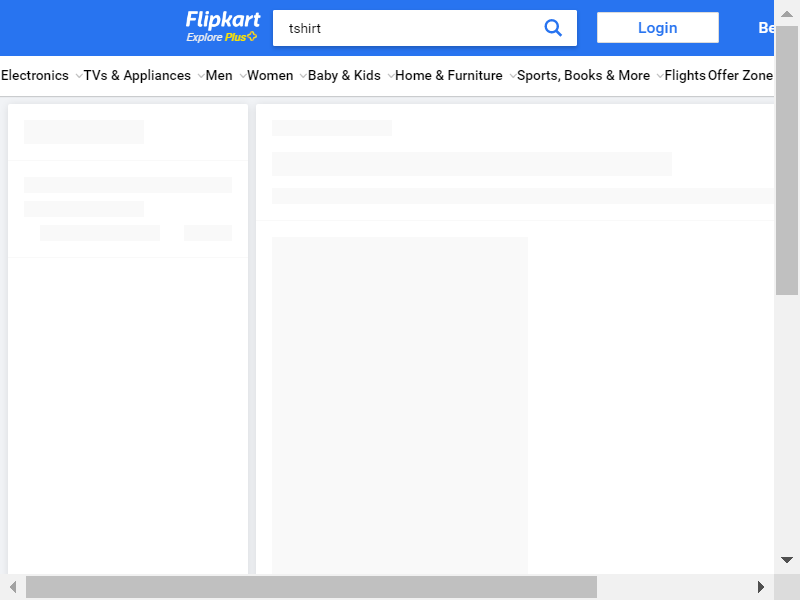 Flipkart
Explore Plus
tshirt
Login
Electronics TVs & Appliances Men Women Baby & Kids Home & Furniture Sports, Books & More Flights Offer Zone